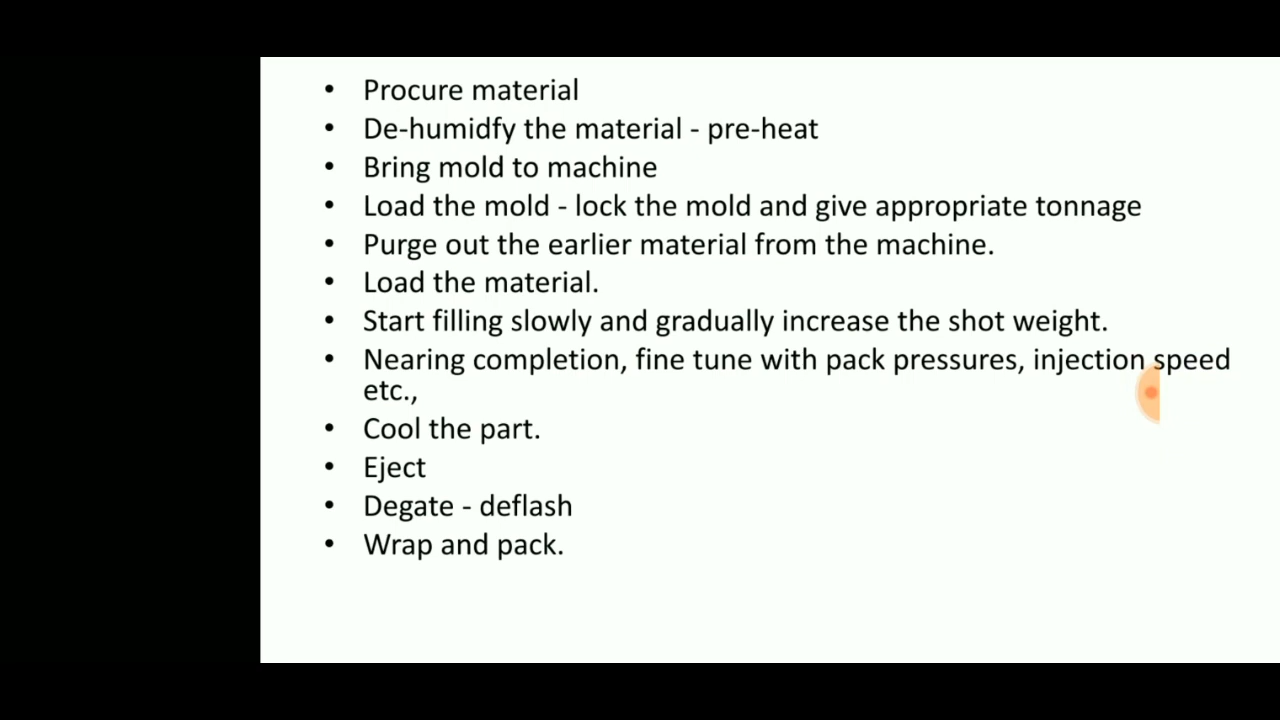 • Procure material
• De-humidfy the material - pre-heat
• Bring mold to machine
• Load the mold - lock the mold and give appropriate tonnage
• Purge out the earlier material from the machine.
• Load the material.
• Start filling slowly and gradually increase the shot weight.
• Nearing completion, fine tune with pack pressures, injection speed
etc.,
• Cool the part.
• Eject
• Degate - deflash
• Wrap and pack.